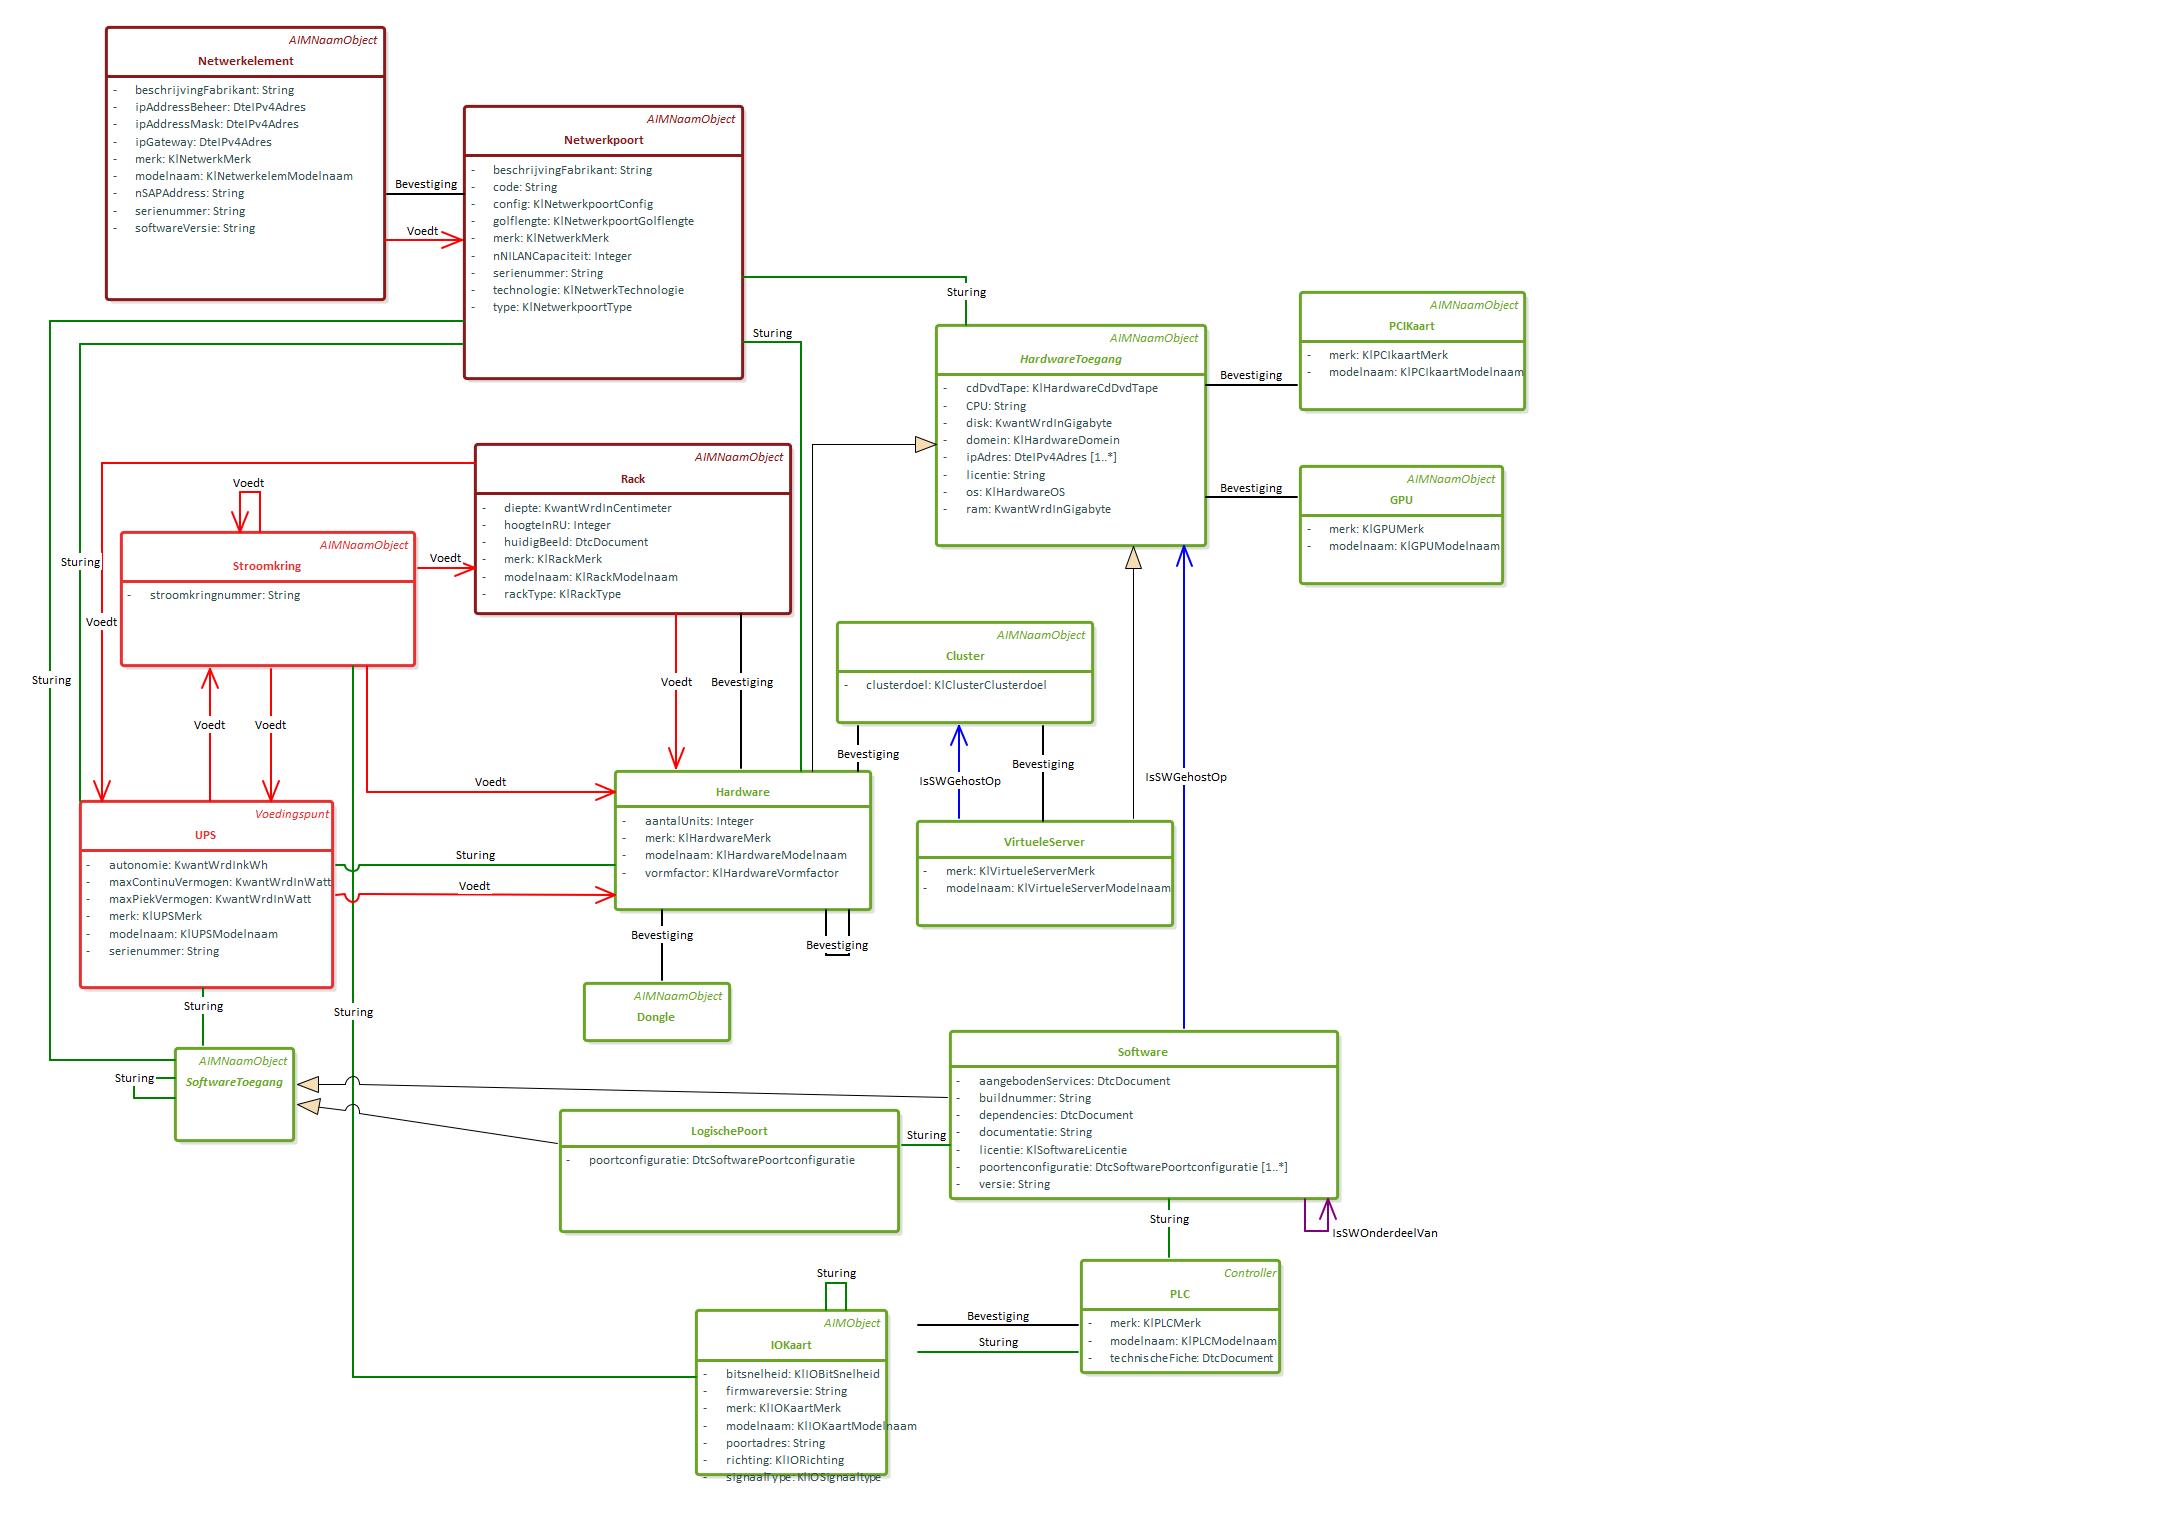 AIMNaamObject
Netwerkelement
- beschrijvingFabrikant: String
- ipAddressBeheer: DteIPv4Adres
- ipAddressMask: DteIPv4Adres
- ipGateway: DteIPv4Adres
- merk: KlNetwerkMerk
- modelnaam: KlNetwerkelemModelnaam
- nSAPAddress: String
- serienummer: String
- softwareVersie: String
Bevestiging
Voedt
AIMNaamObject
Netwerkpoort
- beschrijvingFabrikant: String
- code: String
- config: KlNetwerkpoortConfig
- golflengte: KlNetwerkpoortGolflengte
- merk: KlNetwerkMerk
- nNILANCapaciteit: Integer
- serienummer: String
- technologie: KlNetwerkTechnologie
- type: KlNetwerkpoortType
Sturing
Sturing
AIMNaamObject
HardwareToegang
- cdDvdTape: KlHardwareCdDvdTape
- CPU: String
- disk: KwantWrdInGigabyte
- domein: KlHardwareDomein
- ipAdres: DteIPv4Adres [1..*]
- licentie: String
- os: KlHardwareOS
- ram: KwantWrdInGigabyte
Bevestiging
AIMNaamObject
PCIKaart
- merk: KlPCIkaartMerk
- modelnaam: KlPCIkaartModelnaam
Bevestiging
AIMNaamObject
GPU
- merk: KlGPUMerk
- modelnaam: KlGPUModelnaam
AIMNaamObject
Rack
- diepte: KwantWrdInCentimeter
- hoogteInRU: Integer
- huidigBeeld: DtcDocument
- merk: KlRackMerk
- modelnaam: KlRackModelnaam
- rackType: KlRackType
Voedt
AIMNaamObject
Stroomkring
- stroomkringnummer: String
Voedt
Sturing
Voedt
Sturing
Voedt
Voedt
Voedt
Bevestiging
AIMNaamObject
Cluster
- clusterdoel: KlClusterClusterdoel
Bevestiging
IsSWGehostOp
Bevestiging
IsSWGehostOp
Voedt
Hardware
- aantalUnits: Integer
- merk: KlHardwareMerk
- modelnaam: KlHardwareModelnaam
- vormfactor: KlHardwareVormfactor
Voedingspunt
UPS
- autonomie: KwantWrdInkWh
- maxContinuVermogen: KwantWrdInWatt
- maxPiekVermogen: KwantWrdInWatt
- merk: KlUPSMerk
- modelnaam: KlUPSModelnaam
- serienummer: String
Sturing
Voedt
VirtueleServer
- merk: KlVirtueleServerMerk
- modelnaam: KlVirtueleServerModelnaam
Bevestiging
Bevestiging
AIMNaamObject
Dongle
Sturing
Sturing
AIMNaamObject
SoftwareToegang
Sturing
Software
- aangebodenServices: DtcDocument
- buildnummer: String
- dependencies: DtcDocument
- documentatie: String
- licentie: KlSoftwareLicentie
- poortenconfiguratie: DtcSoftwarePoortconfiguratie [1..*]
- versie: String
LogischePoort
- poortconfiguratie: DtcSoftwarePoortconfiguratie
Sturing
Sturing
IsSWOnderdeelVan
Controller
PLC
- merk: KlPLCMerk
- modelnaam: KlPLCModelnaam
- technischeFiche: DtcDocument
Bevestiging
Sturing
Sturing
AIMObject
IOKaart
- bitsnelheid: KlIOBitSnelheid
- firmwareversie: String
- merk: KlIOKaartMerk
- modelnaam: KlIOKaartModelnaam
- poortadres: String
- richting: KlIORichting
- signaalType: KlIOSignaaltype